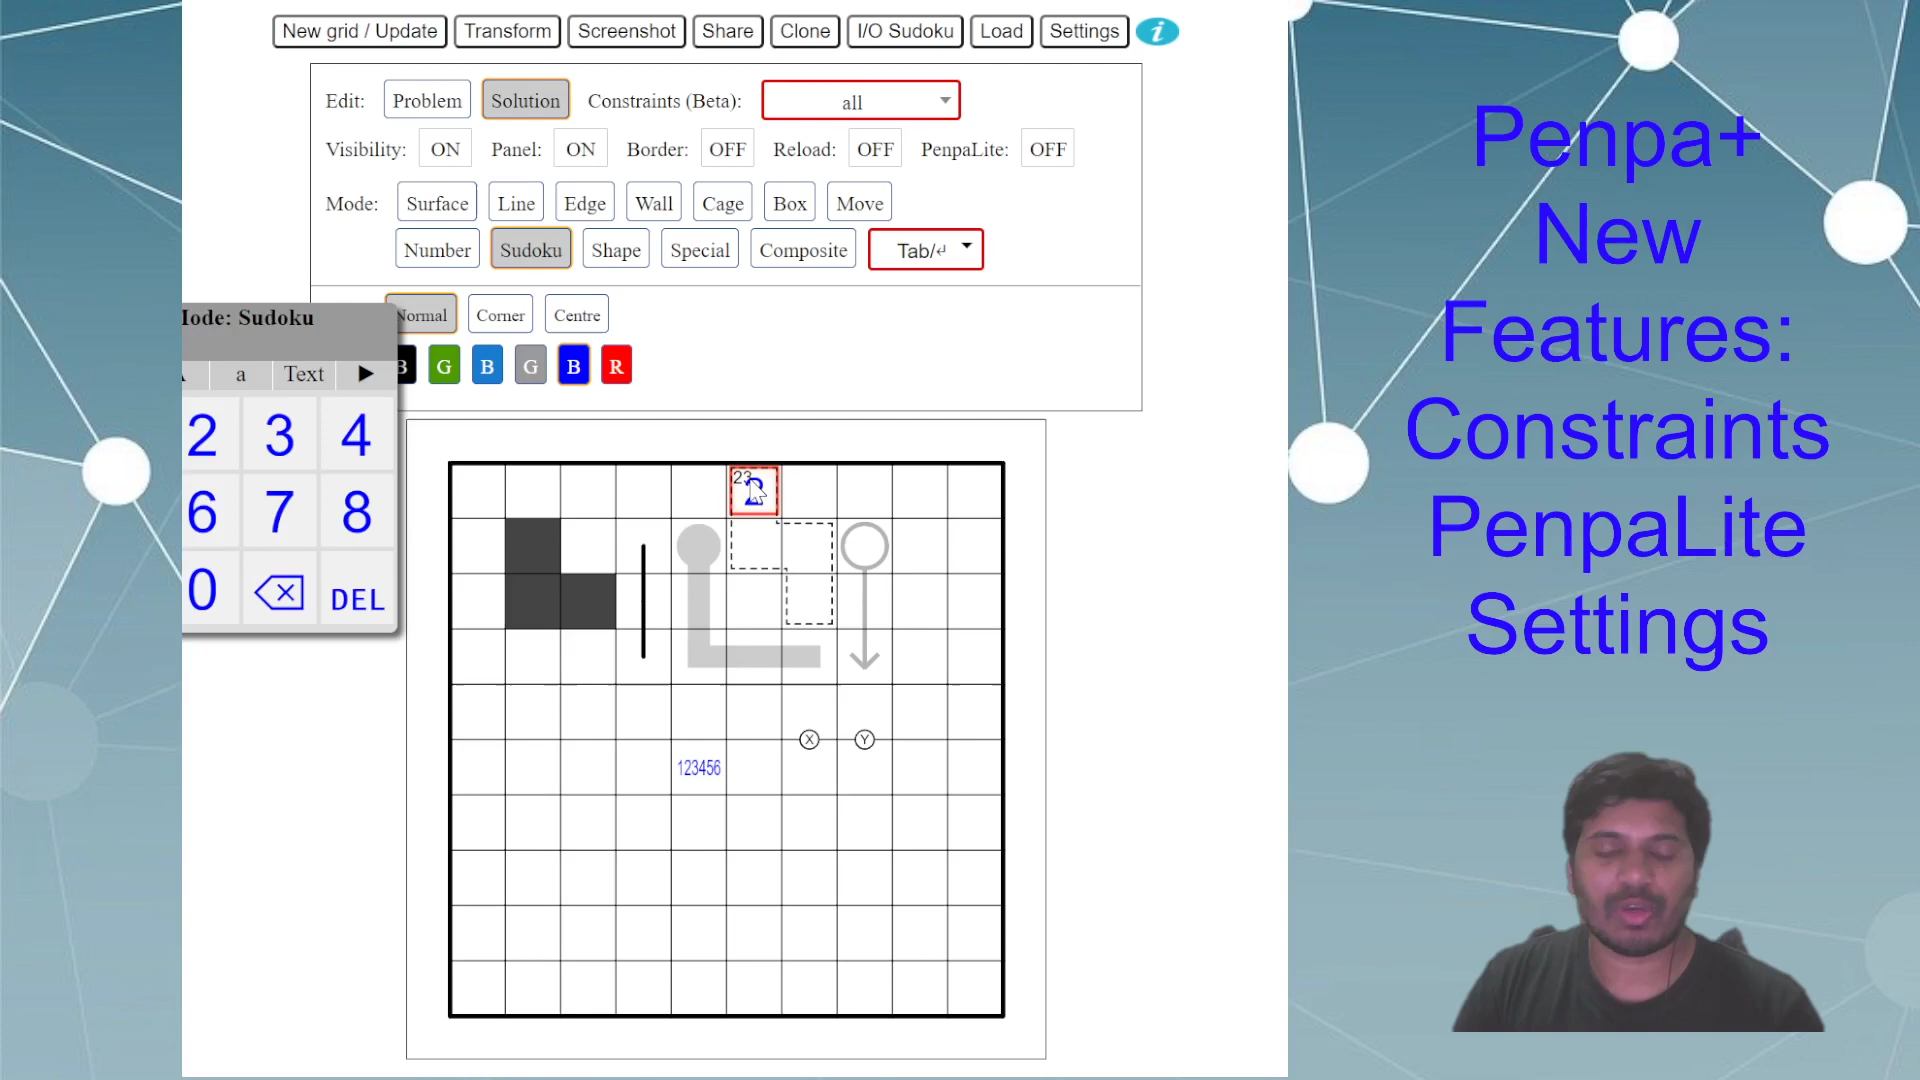 New grid / Update Transform Screenshot Share Clone I/O Sudoku Load Settings i
Edit: Problem Solution Constraints (Beta): all
Visibility: ON Panel: ON Border: OFF Reload: OFF PenpaLite: OFF
Mode: Surface Line Edge Wall Cage Box Move
Number Sudoku Shape Special Composite Tab/↵
Normal Corner Centre
B G B G B R
Mode: Sudoku
a Text ▶
2 3 4
6 7 8
0 DEL
23
2
X Y
123456
Penpa+
New
Features:
Constraints
PenpaLite
Settings